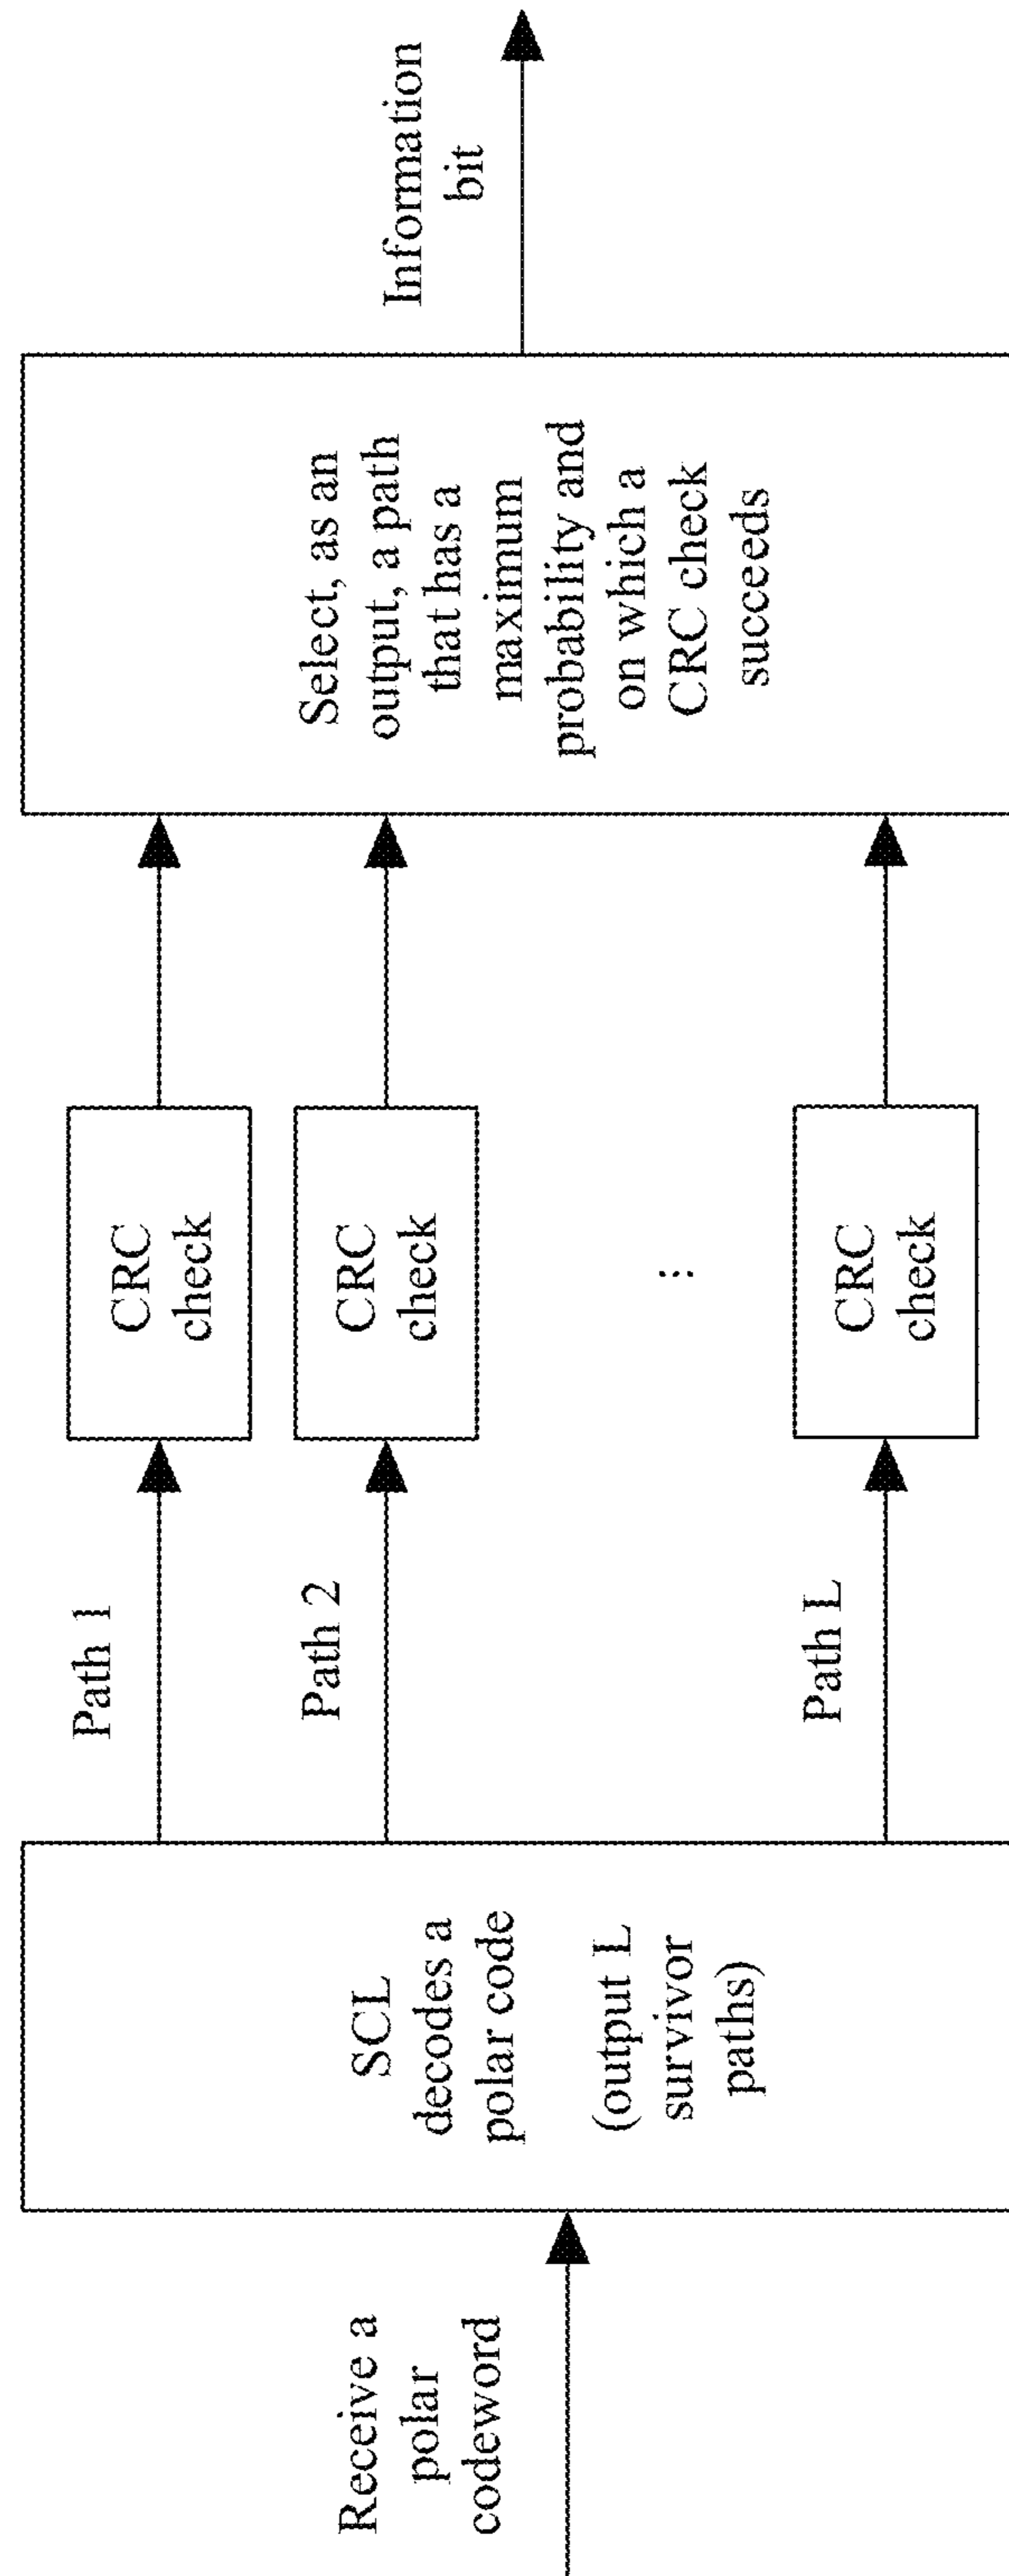 Receive a
polar
codeword
SCL
decodes a
polar code
(output L
survivor
paths)
Path 1
Path 2
Path L
CRC
check
CRC
check
...
CRC
check
Select, as an
output, a path
that has a
maximum
probability and
on which a
CRC check
succeeds
Information
bit